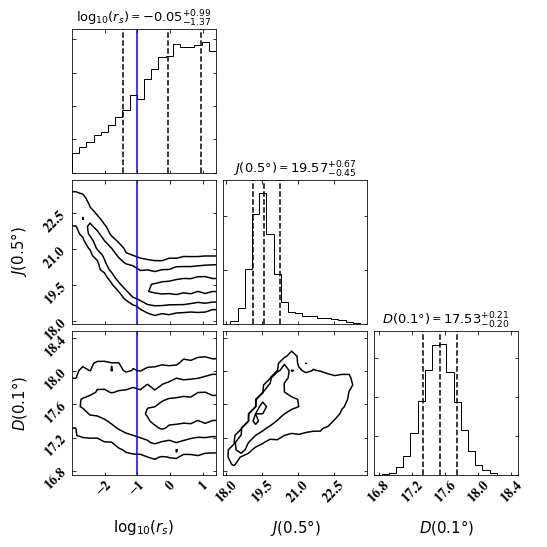 log₁₀(r_s) = −0.05 +0.99 −1.37
J(0.5°) = 19.57 +0.67 −0.45
J(0.5°)
22.5
21.0
19.5
18.0
D(0.1°) = 17.53 +0.21 −0.20
D(0.1°)
18.4
18.0
17.6
17.2
16.8
−2 −1 0 1
18.0 19.5 21.0 22.5
16.8 17.2 17.6 18.0 18.4
log₁₀(r_s) J(0.5°) D(0.1°)